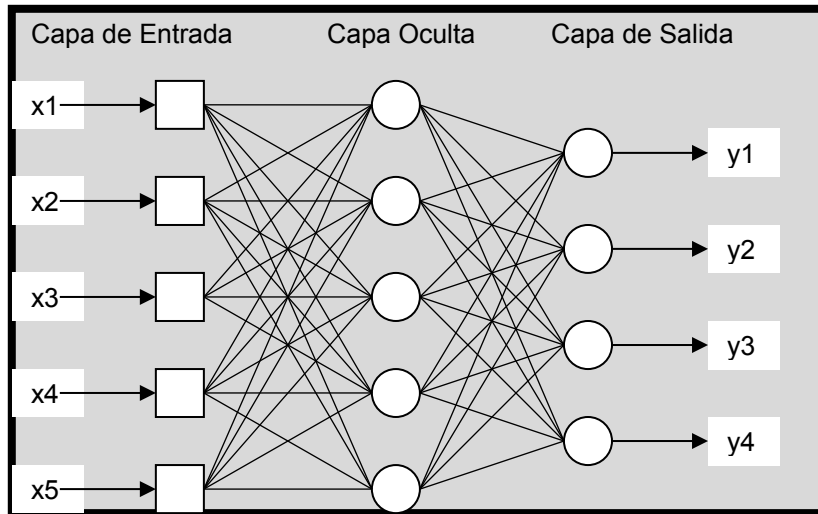 Capa de Entrada
Capa Oculta
Capa de Salida
x1
x2
x3
x4
x5
y1
y2
y3
y4